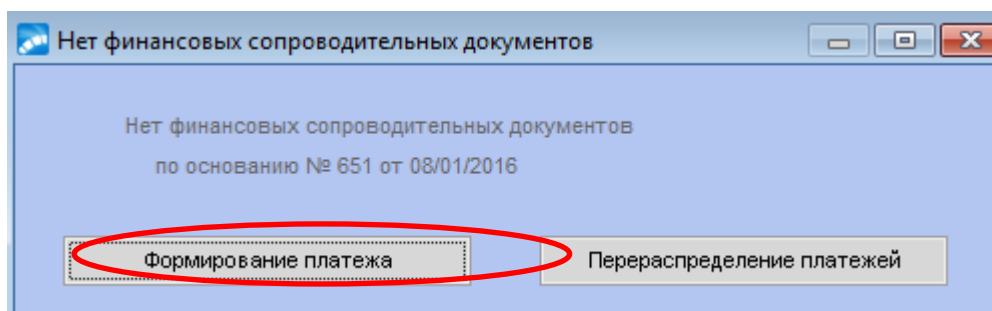 Нет финансовых сопроводительных документов
Нет финансовых сопроводительных документов
по основанию № 651 от 08/01/2016
Формирование платежа
Перераспределение платежей